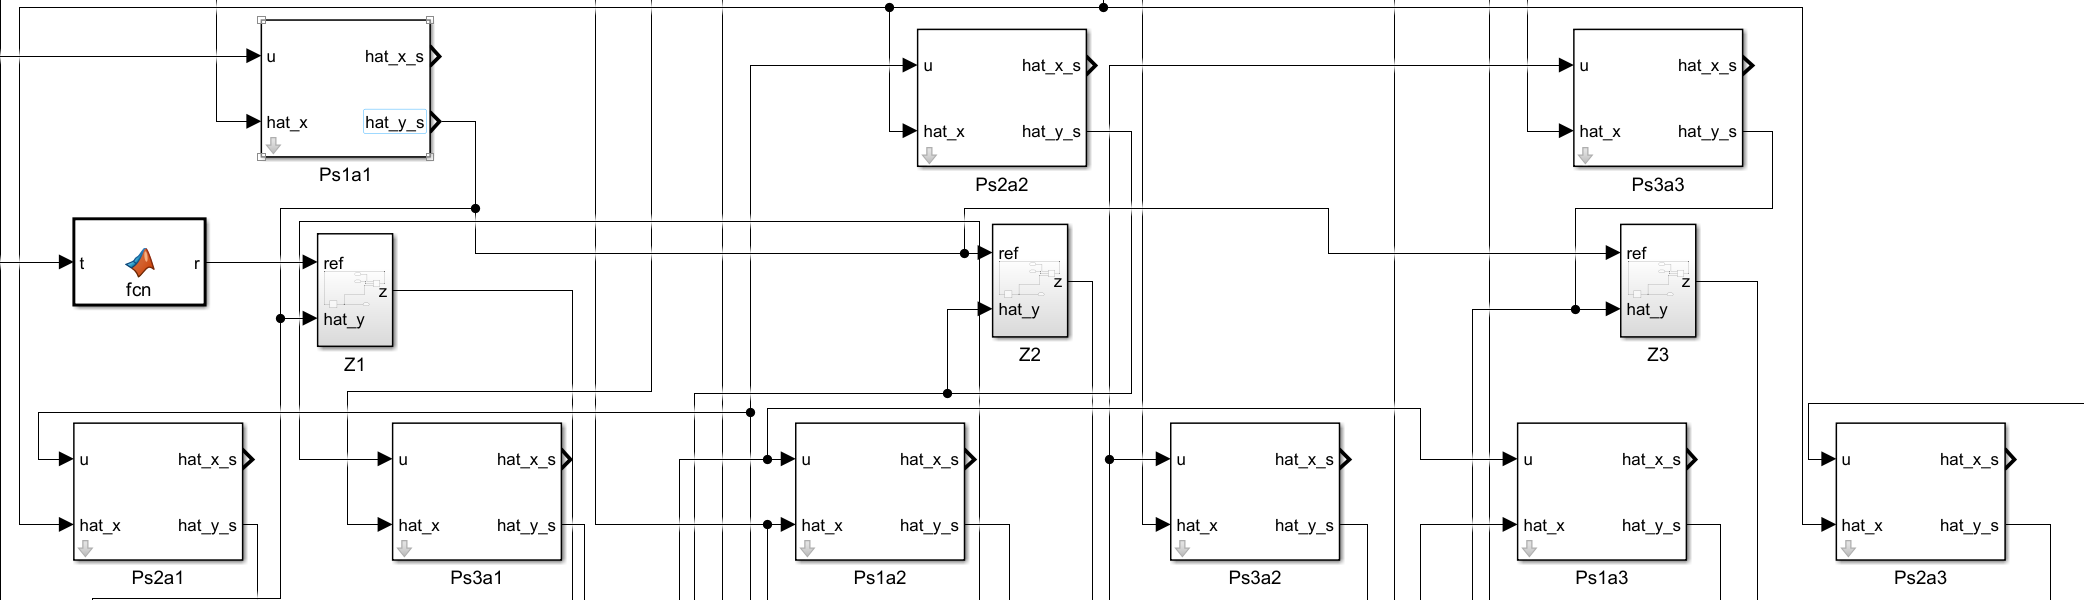 u hat_x_s
hat_x hat_y_s
Ps1a1
u hat_x_s
hat_x hat_y_s
Ps2a2
u hat_x_s
hat_x hat_y_s
Ps3a3
t r
fcn
ref
z
hat_y
Z1
ref
z
hat_y
Z2
ref
z
hat_y
Z3
u hat_x_s
hat_x hat_y_s
Ps2a1
u hat_x_s
hat_x hat_y_s
Ps3a1
u hat_x_s
hat_x hat_y_s
Ps1a2
u hat_x_s
hat_x hat_y_s
Ps3a2
u hat_x_s
hat_x hat_y_s
Ps1a3
u hat_x_s
hat_x hat_y_s
Ps2a3